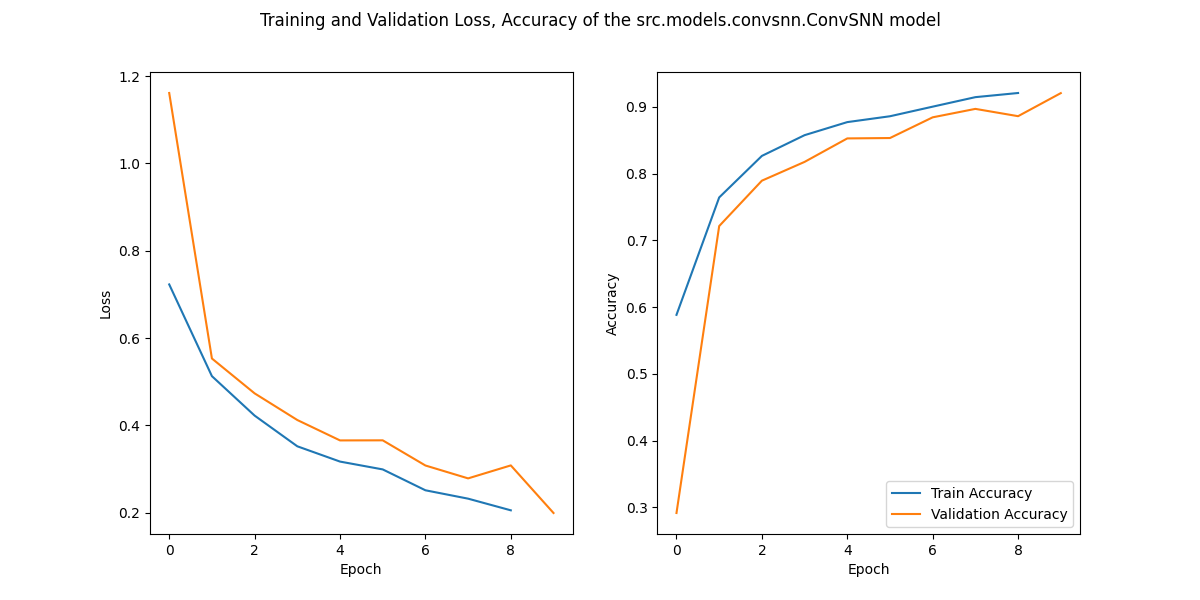 Training and Validation Loss, Accuracy of the src.models.convsnn.ConvSNN model
1.2
1.0
0.8
0.6
0.4
0.2
Loss
0 2 4 6 8
Epoch
0.9
0.8
0.7
0.6
0.5
0.4
0.3
Accuracy
Train Accuracy
Validation Accuracy
0 2 4 6 8
Epoch